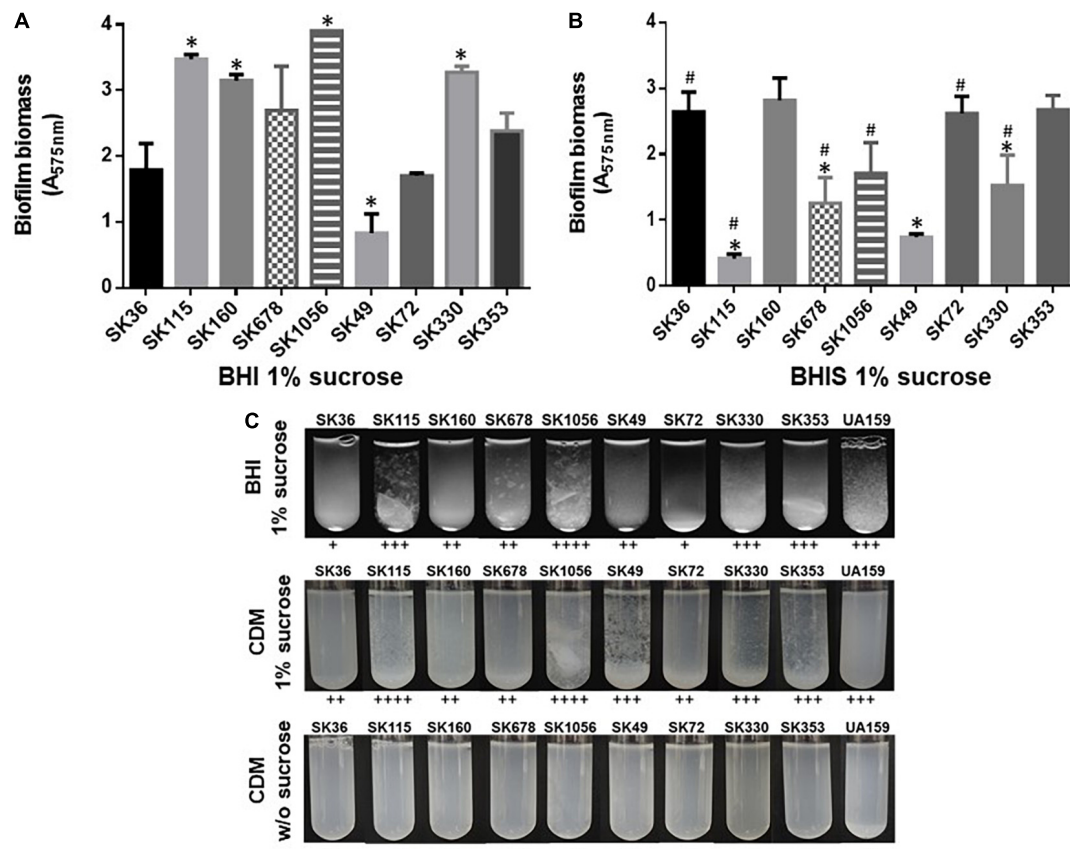 A
Biofilm biomass
(A575nm)
4
3
2
1
0
*
*
*
*
*
SK36 SK115 SK160 SK678 SK1056 SK49 SK72 SK330 SK353
BHI 1% sucrose
B
Biofilm biomass
(A575nm)
4
3
2
1
0
#
#
*
#
*
#
*
#
#
*
SK36 SK115 SK160 SK678 SK1056 SK49 SK72 SK330 SK353
BHIS 1% sucrose
C
BHI
1% sucrose
SK36 SK115 SK160 SK678 SK1056 SK49 SK72 SK330 SK353 UA159
+ +++ ++ ++ ++++ ++ + +++ +++ +++
CDM
1% sucrose
SK36 SK115 SK160 SK678 SK1056 SK49 SK72 SK330 SK353 UA159
++ ++++ ++ ++ ++++ +++ ++ +++ +++ +++
CDM
w/o sucrose
SK36 SK115 SK160 SK678 SK1056 SK49 SK72 SK330 SK353 UA159